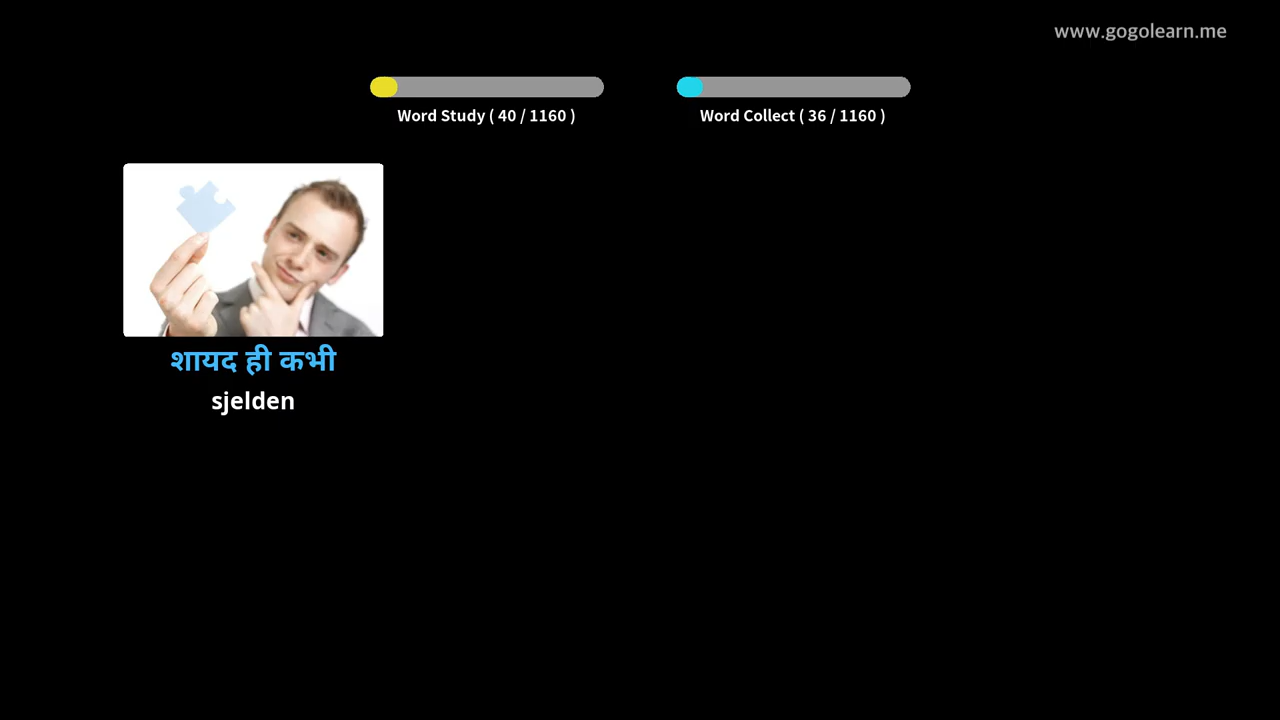 www.gogolearn.me
Word Study ( 40 / 1160 )
Word Collect ( 36 / 1160 )
शायद ही कभी
sjelden